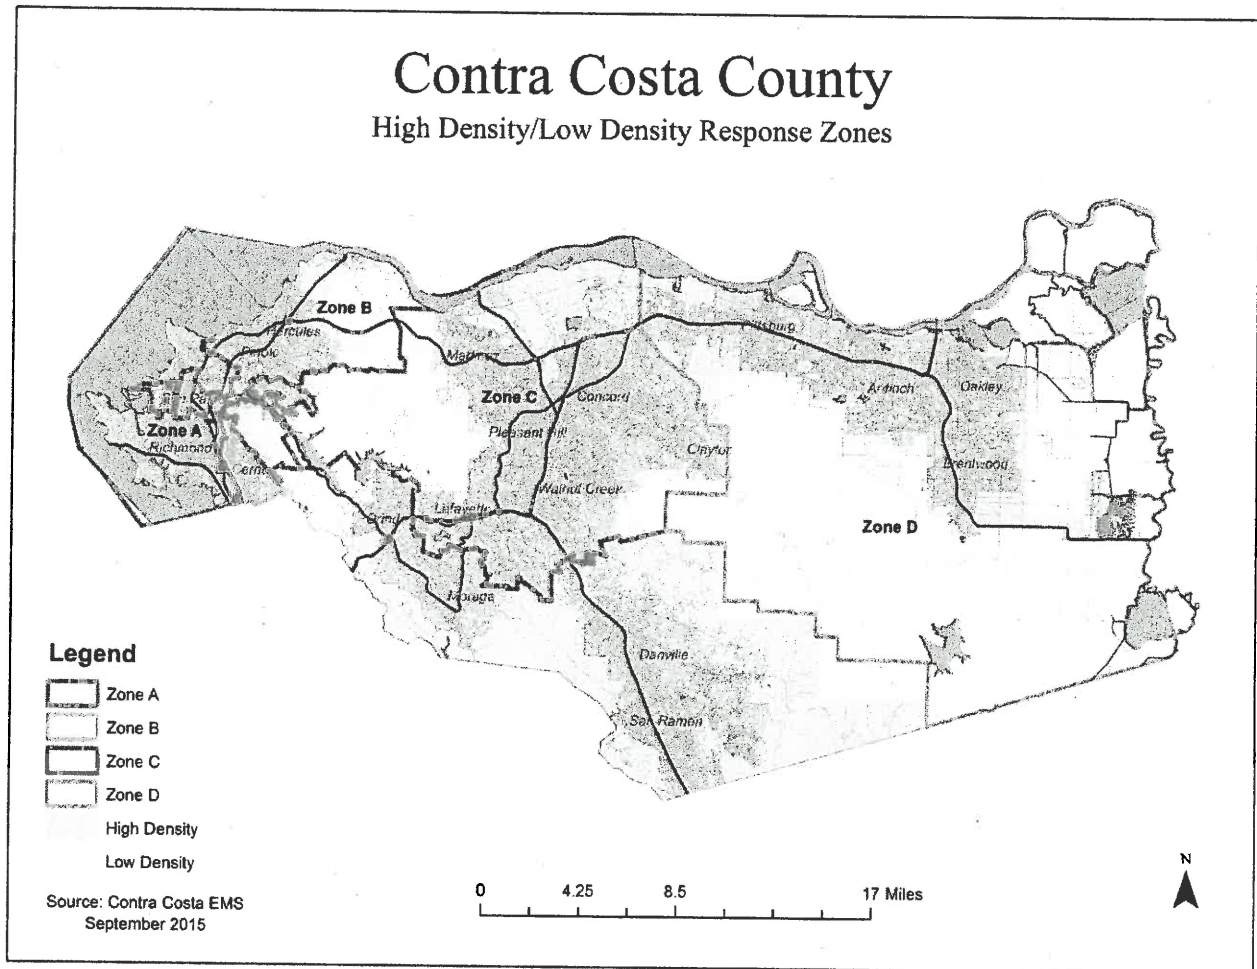 Contra Costa County
High Density/Low Density Response Zones
Zone B
Hercules
Pinole
Martinez
Pittsburg
Antioch
Oakley
Zone C
Concord
Zone A
Richmond
Pleasant Hill
Clayton
Brentwood
Walnut Creek
Lafayette
Zone D
Moraga
Danville
San Ramon
Legend
Zone A
Zone B
Zone C
Zone D
High Density
Low Density
Source: Contra Costa EMS
September 2015
0 4.25 8.5 17 Miles
N